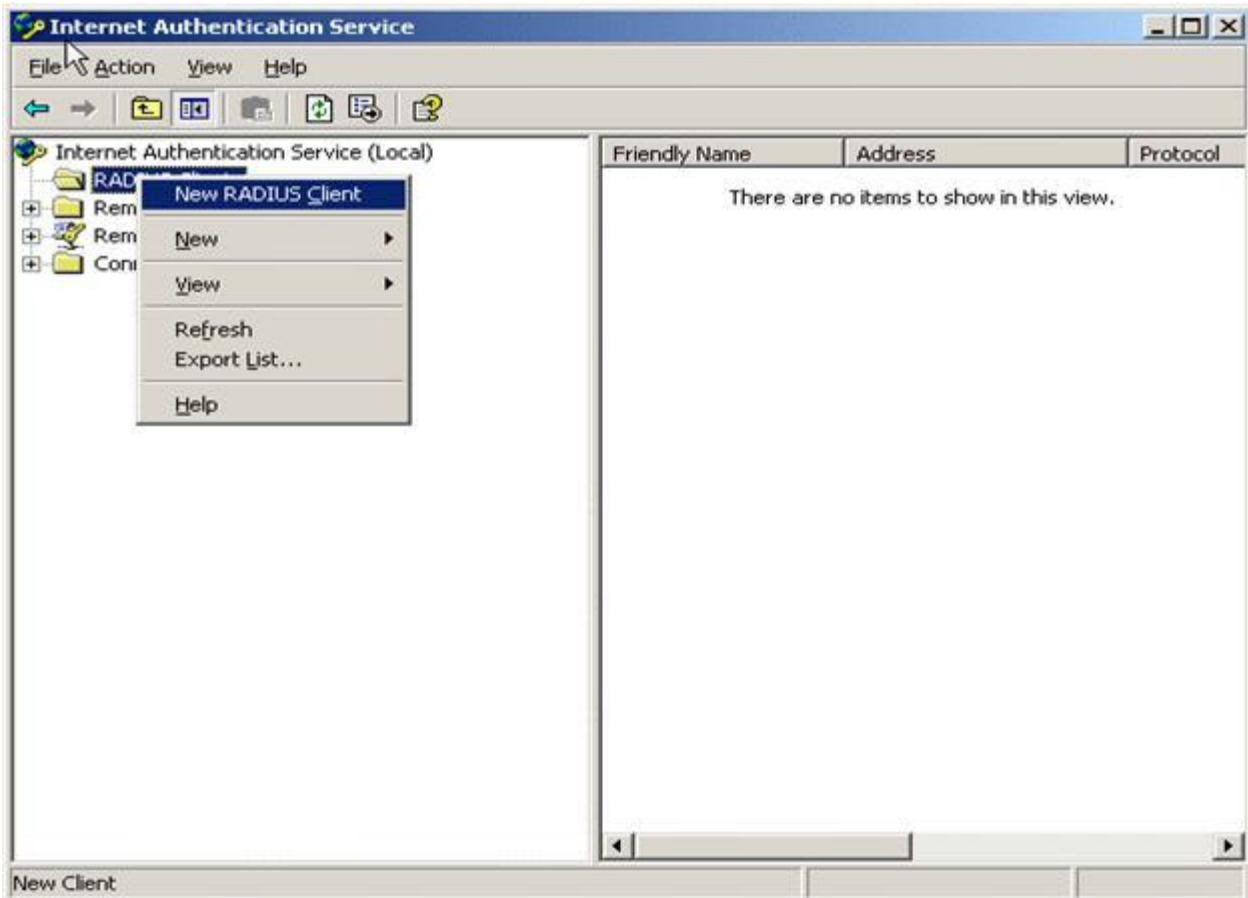 Internet Authentication Service
File Action View Help
Internet Authentication Service (Local)
Friendly Name Address Protocol
There are no items to show in this view.
New RADIUS Client
New
View
Refresh
Export List...
Help
New Client